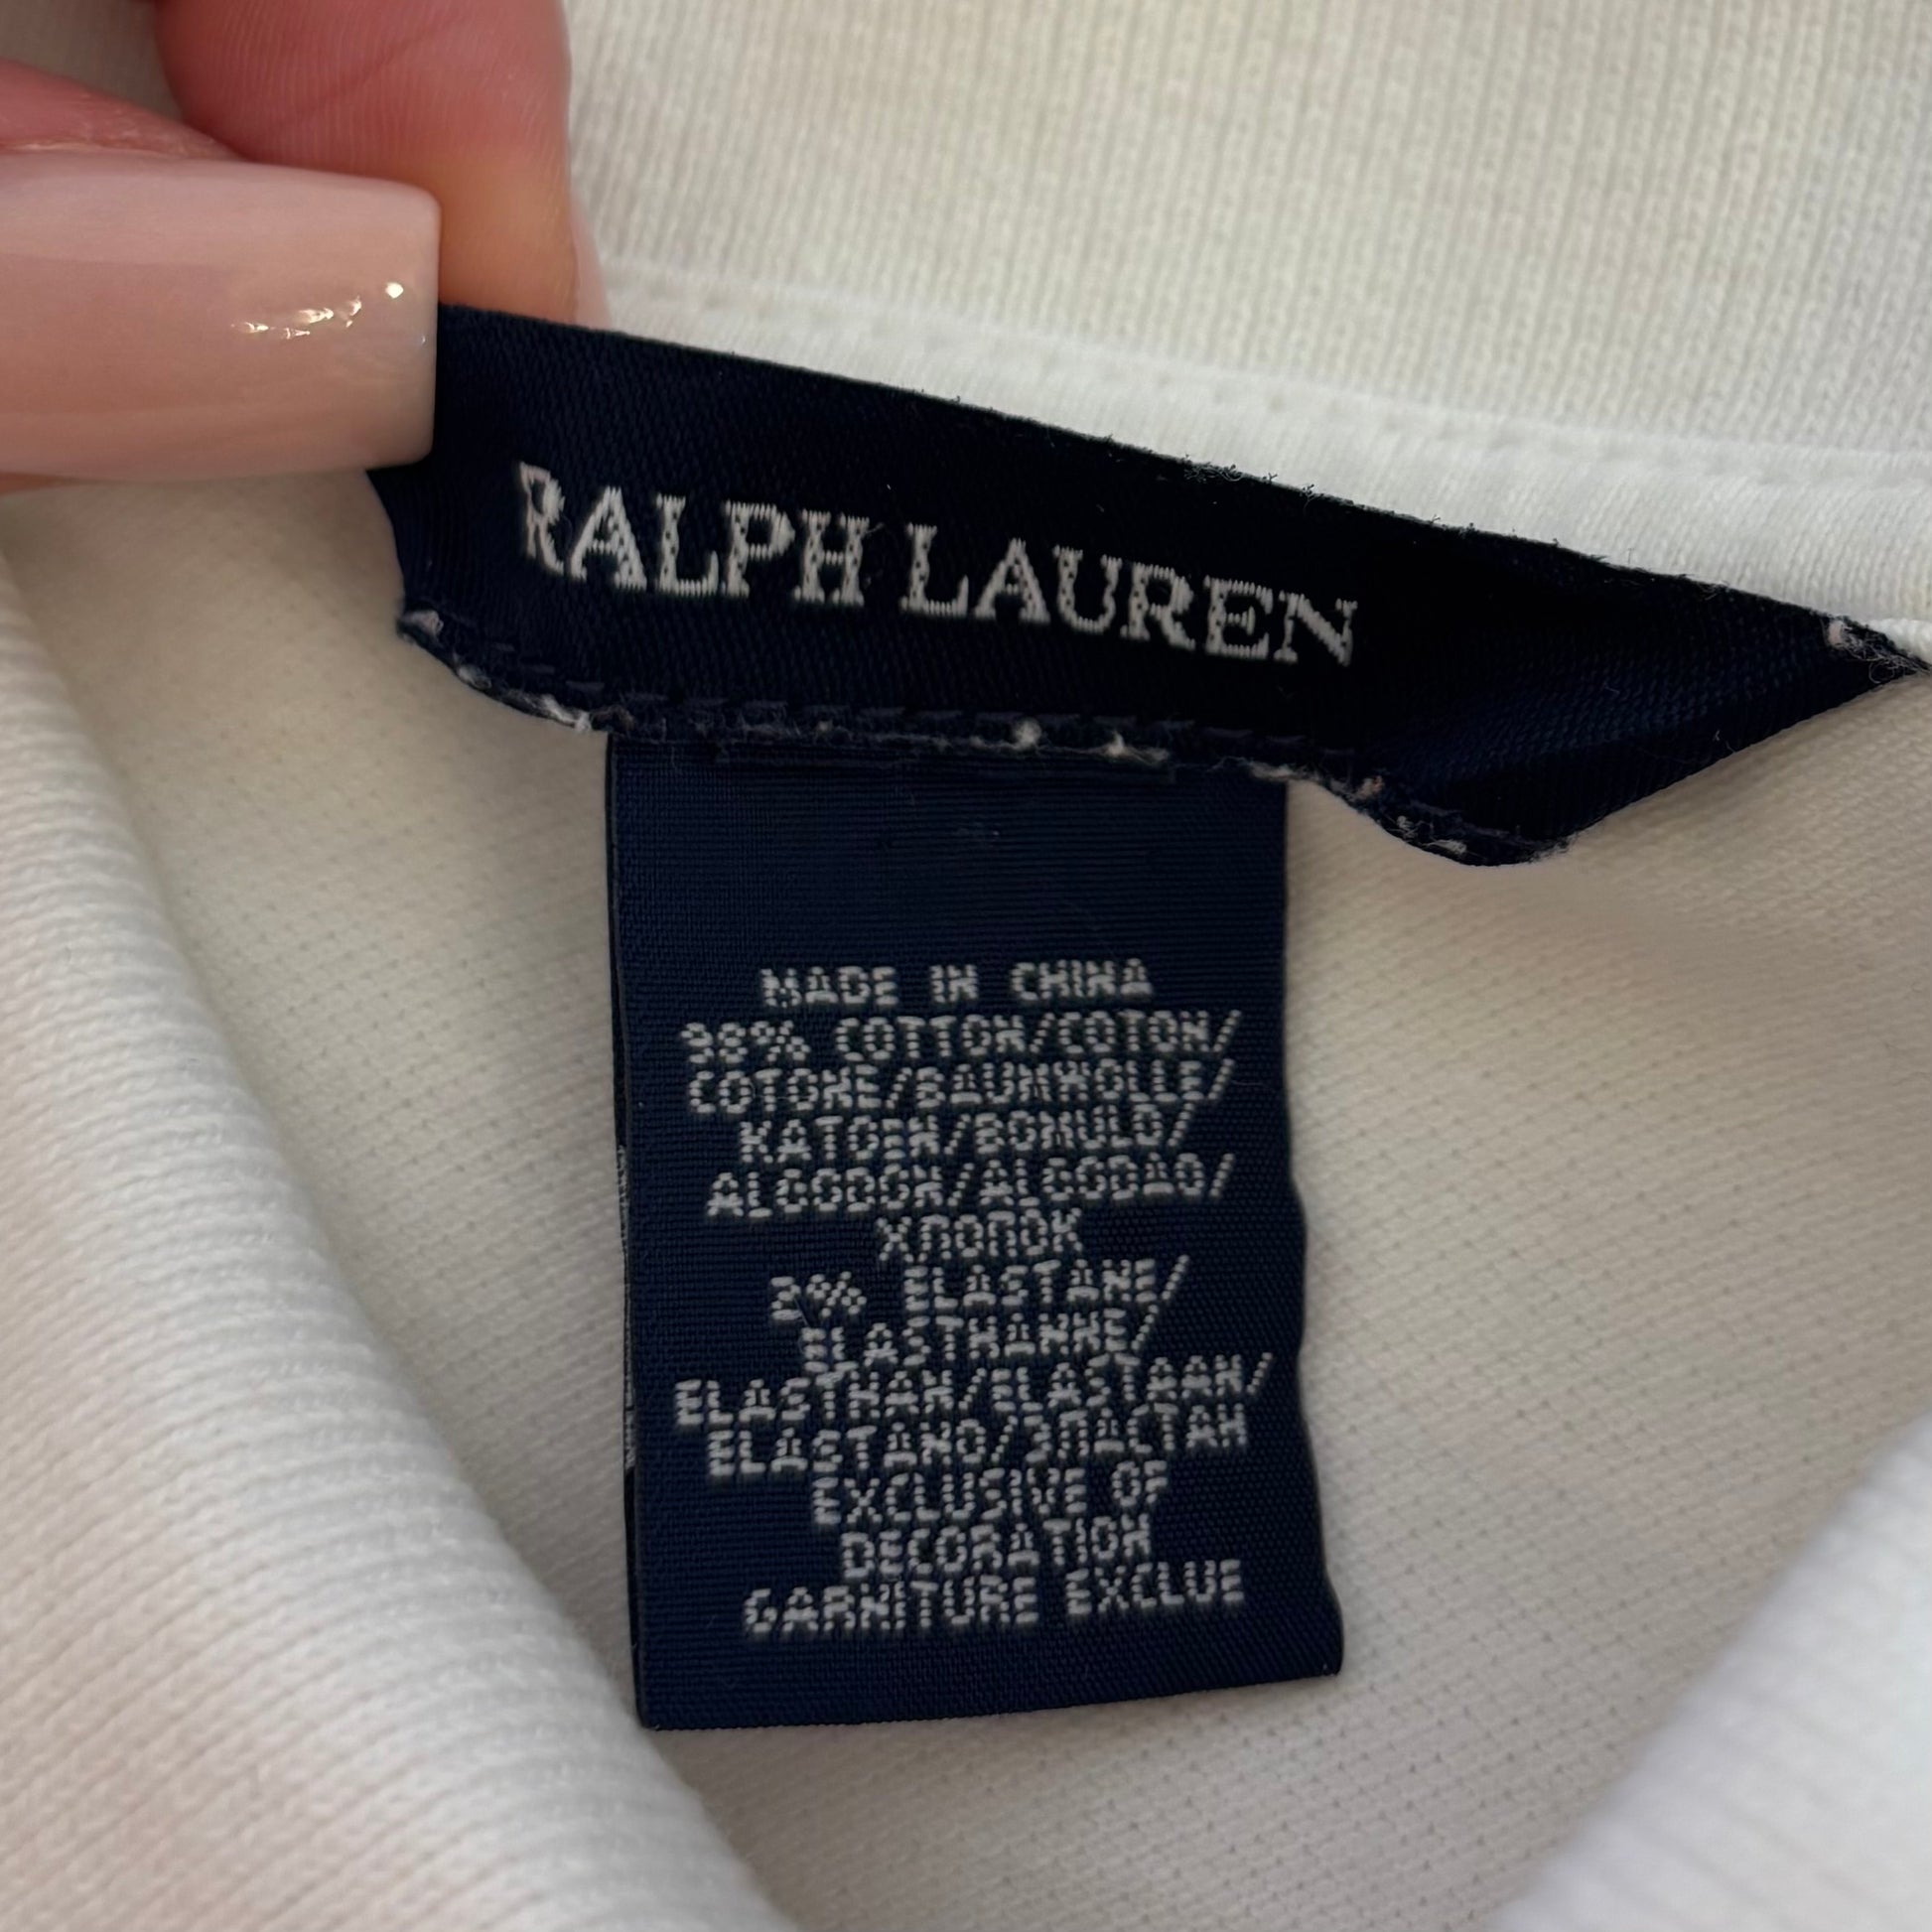 RALPH LAUREN
MADE IN CHINA
98% COTTON/COTON/
COTONE/BAUMWOLLE/
KATOEN/BOMULD/
ALGODON/ALGODAO/
ХЛОПОК
2% ELASTANE/
ELASTHANNE/
ELASTHAN/ELASTAAN/
ELASTANO/ЭЛАСТАН
EXCLUSIVE OF
DECORATION
GARNITURE EXCLUE